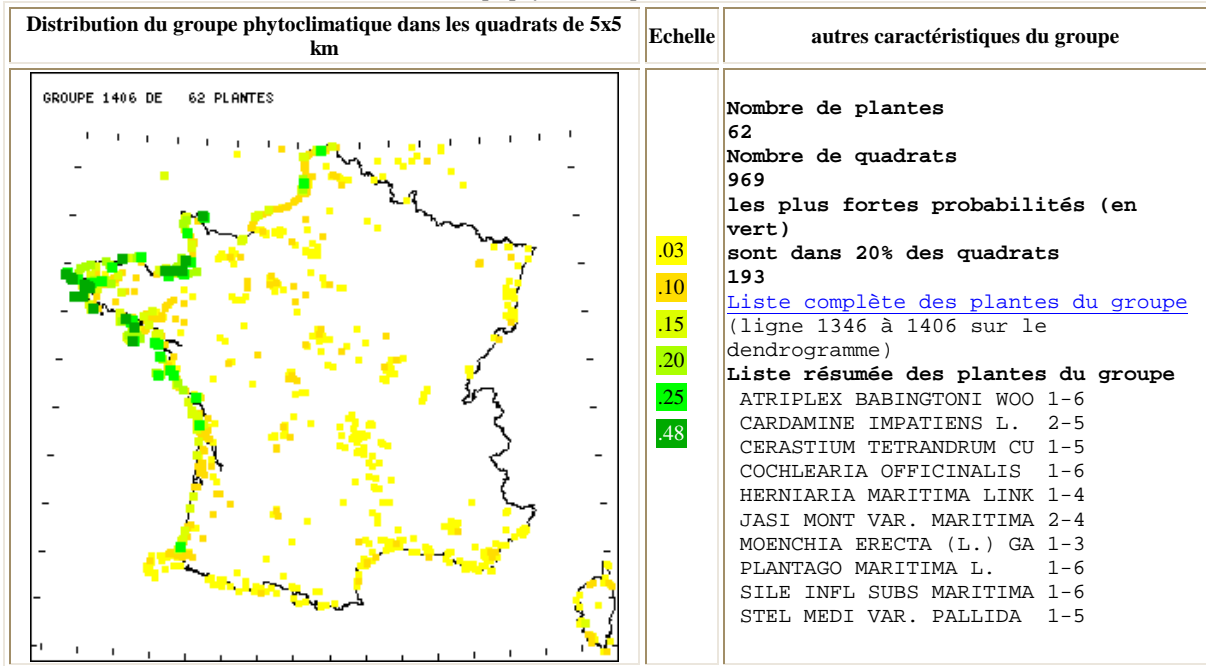 Distribution du groupe phytoclimatique dans les quadrats de 5x5
km
Echelle
autres caractéristiques du groupe
GROUPE 1406 DE 62 PLANTES
.03
.10
.15
.20
.25
.48
Nombre de plantes
62
Nombre de quadrats
969
les plus fortes probabilités (en
vert)
sont dans 20% des quadrats
193
Liste complète des plantes du groupe
(ligne 1346 à 1406 sur le
dendrogramme)
Liste résumée des plantes du groupe
ATRIPLEX BABINGTONI WOO 1-6
CARDAMINE IMPATIENS L. 2-5
CERASTIUM TETRANDRUM CU 1-5
COCHLEARIA OFFICINALIS 1-6
HERNIARIA MARITIMA LINK 1-4
JASI MONT VAR. MARITIMA 2-4
MOENCHIA ERECTA (L.) GA 1-3
PLANTAGO MARITIMA L. 1-6
SILE INFL SUBS MARITIMA 1-6
STEL MEDI VAR. PALLIDA 1-5